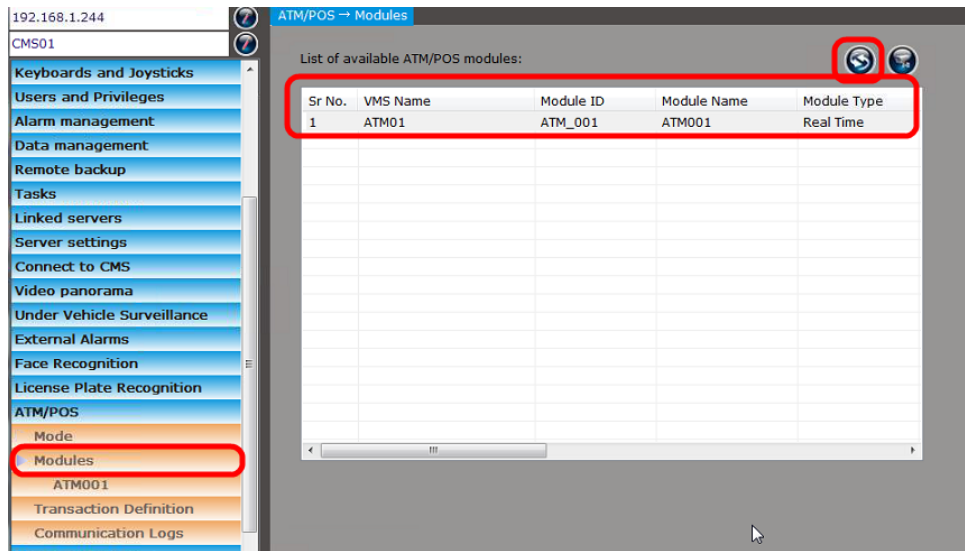 192.168.1.244
CMS01
Keyboards and Joysticks
Users and Privileges
Alarm management
Data management
Remote backup
Tasks
Linked servers
Server settings
Connect to CMS
Video panorama
Under Vehicle Surveillance
External Alarms
Face Recognition
License Plate Recognition
ATM/POS
Mode
Modules
ATM001
Transaction Definition
Communication Logs
ATM/POS → Modules
List of available ATM/POS modules:
Sr No. VMS Name Module ID Module Name Module Type
1 ATM01 ATM_001 ATM001 Real Time